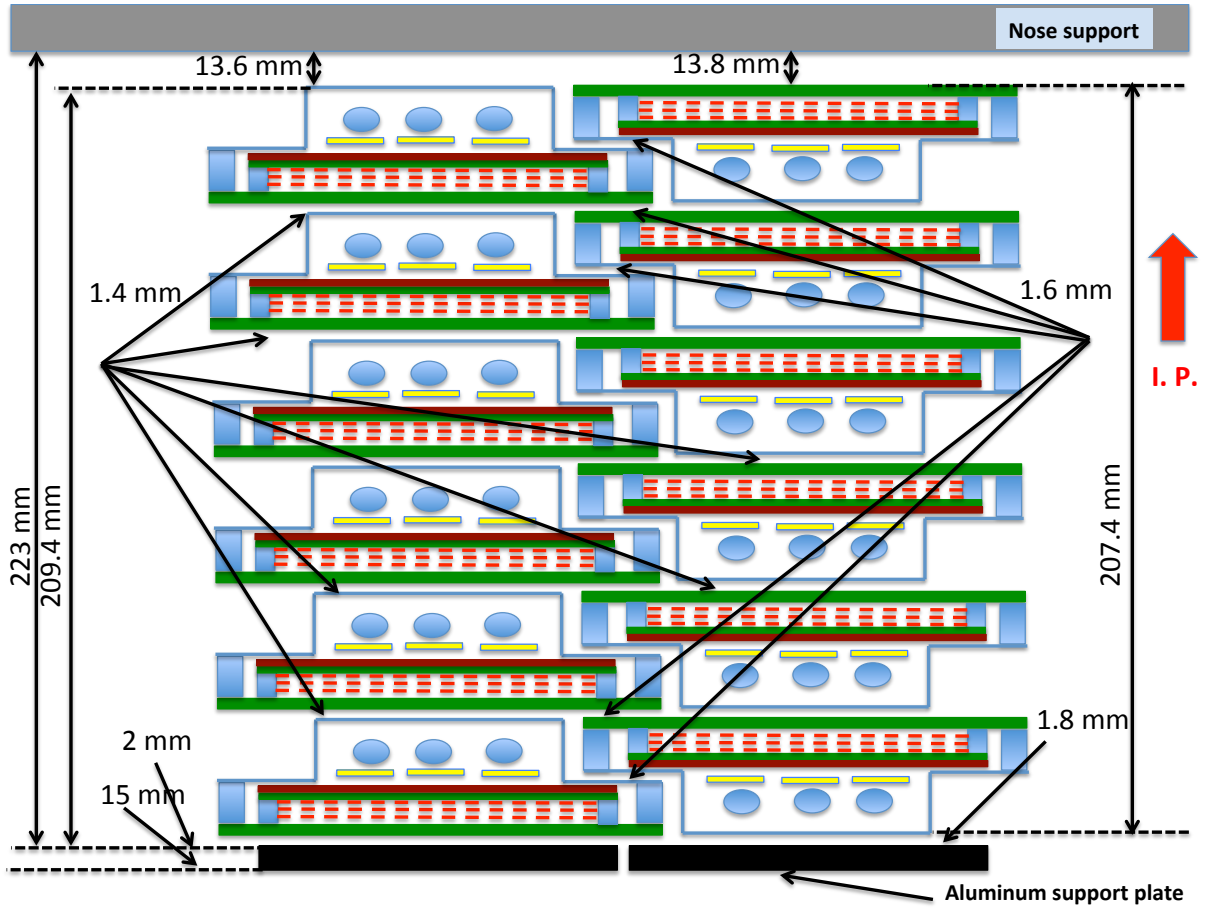 Nose support
13.6 mm
13.8 mm
1.4 mm
1.6 mm
I. P.
223 mm
209.4 mm
207.4 mm
1.8 mm
2 mm
15 mm
Aluminum support plate